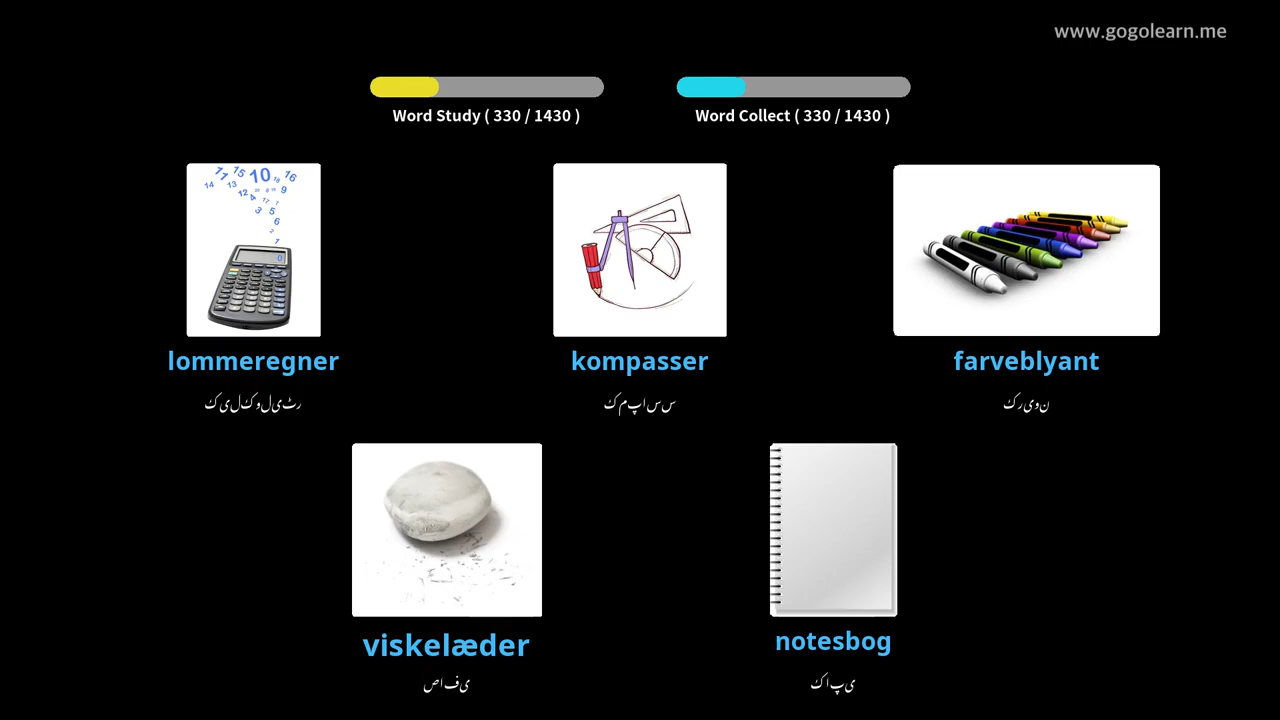 www.gogolearn.me
Word Study ( 330 / 1430 )
Word Collect ( 330 / 1430 )
lommeregner
کیلکولیٹر
kompasser
کمپاسس
farveblyant
کریون
viskelæder
صافی
notesbog
کاپی